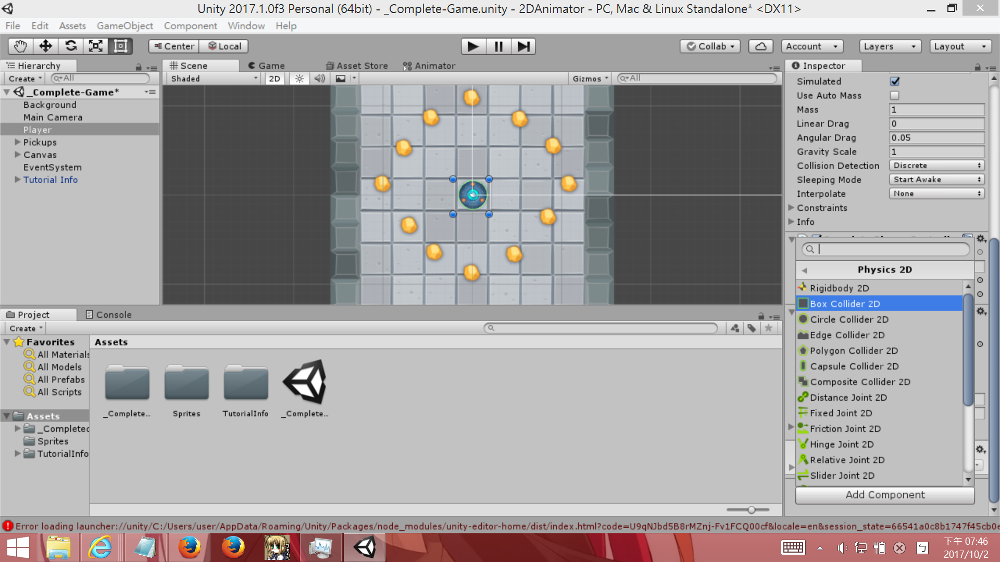 Unity 2017.1.0f3 Personal (64bit) - _Complete-Game.unity - 2DAnimator - PC, Mac & Linux Standalone* <DX11>
File Edit Assets GameObject Component Window Help
Center Local Collab Account Layers Layout
Hierarchy
Create All
_Complete-Game*
Background
Main Camera
Player
Pickups
Canvas
EventSystem
Tutorial Info
Scene Game Asset Store Animator
Shaded 2D Gizmos All
Inspector
Simulated
Use Auto Mass
Mass 1
Linear Drag 0
Angular Drag 0.05
Gravity Scale 1
Collision Detection Discrete
Sleeping Mode Start Awake
Interpolate None
Constraints
Info
Physics 2D
Rigidbody 2D
Box Collider 2D
Circle Collider 2D
Edge Collider 2D
Polygon Collider 2D
Capsule Collider 2D
Composite Collider 2D
Distance Joint 2D
Fixed Joint 2D
Friction Joint 2D
Hinge Joint 2D
Relative Joint 2D
Slider Joint 2D
Add Component
Project Console
Create
Favorites
All Materials
All Models
All Prefabs
All Scripts
Assets
_Completed
Sprites
TutorialInfo
Assets
_Complete... Sprites TutorialInfo _Complete...
Error loading launcher://unity/C:/Users/user/AppData/Roaming/Unity/Packages/node_modules/unity-editor-home/dist/index.html?code=U9qNJbd5B8rMZnj-Fv1FCQ00cf&locale=en&session_state=66541a0c8b1747f45cb0e
ㄅ
下午 07:46
2017/10/2